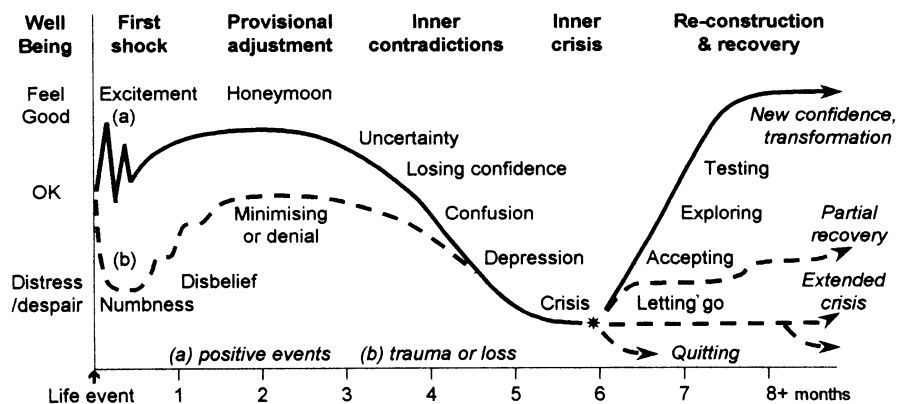 Well Being
First shock
Provisional adjustment
Inner contradictions
Inner crisis
Re-construction & recovery
Feel Good
Excitement
Honeymoon
(a)
New confidence, transformation
Uncertainty
Losing confidence
Testing
OK
Minimising or denial
Confusion
Exploring
Partial recovery
(b)
Disbelief
Depression
Accepting
Distress /despair
Numbness
Crisis
Letting go
Extended crisis
(a) positive events
(b) trauma or loss
Quitting
Life event
1
2
3
4
5
6
7
8+ months